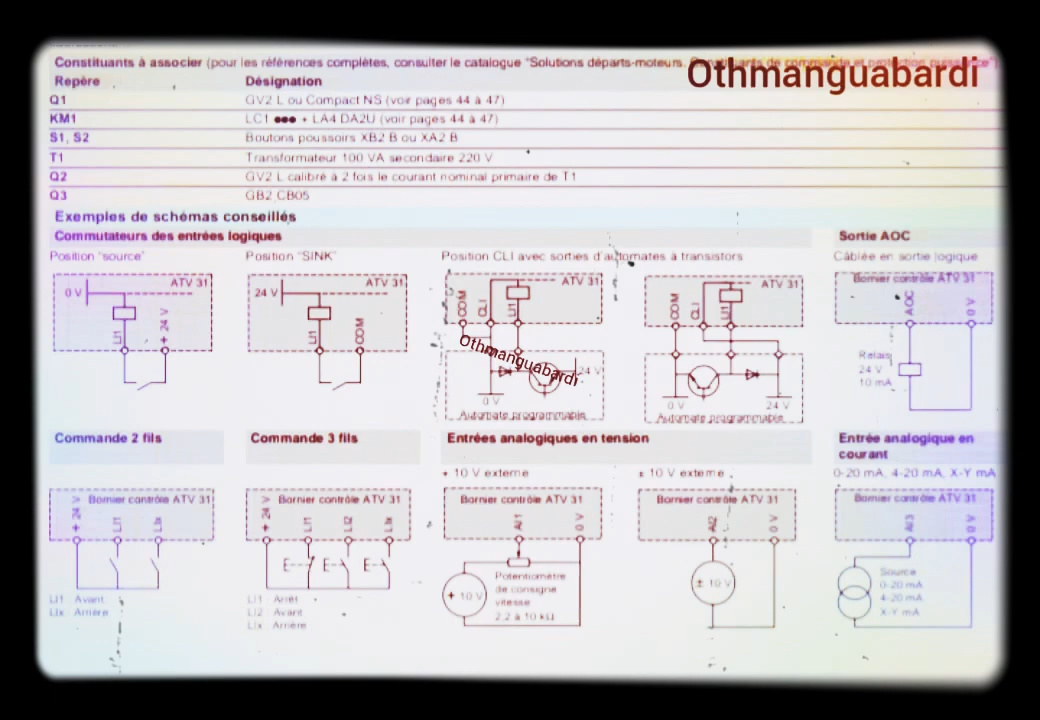 Constituants à associer (pour les références complètes, consulter le catalogue "Solutions départs-moteurs. Constituants de commande et protection puissance")
Othmanguabardi
Repère Désignation
Q1 GV2 L ou Compact NS (voir pages 44 à 47)
KM1 LC1 ●●● + LA4 DA2U (voir pages 44 à 47)
S1, S2 Boutons poussoirs XB2 B ou XA2 B
T1 Transformateur 100 VA secondaire 220 V
Q2 GV2 L calibré à 2 fois le courant nominal primaire de T1
Q3 GB2 CB05
Exemples de schémas conseillés
Commutateurs des entrées logiques
Sortie AOC
Position "source"
Position "SINK"
Position CLI avec sorties d'automates à transistors
Câblée en sortie logique
ATV 31
0 V
LI1
+ 24 V
ATV 31
24 V
LI1
COM
ATV 31
COM
CLI
LI1
Othmanguabardi
24 V
0 V
Automate programmable
ATV 31
COM
CLI
LI1
0 V
24 V
Automate programmable
Bornier contrôle ATV 31
AOC
0 V
Relais
24 V
10 mA
Commande 2 fils
Commande 3 fils
Entrées analogiques en tension
Entrée analogique en
courant
+ 10 V externe
± 10 V externe
0-20 mA, 4-20 mA, X-Y mA
Bornier contrôle ATV 31
+ 24 V
LI1
LIx
LI1 : Avant
LIx : Arrière
Bornier contrôle ATV 31
+ 24 V
LI1
LI2
LIx
LI1 : Arrêt
LI2 : Avant
LIx : Arrière
Bornier contrôle ATV 31
AI1
0 V
+ 10 V
Potentiomètre
de consigne
vitesse
2,2 à 10 kΩ
Bornier contrôle ATV 31
AI2
0 V
± 10 V
Bornier contrôle ATV 31
AI3
0 V
Source
0-20 mA
4-20 mA
X-Y mA